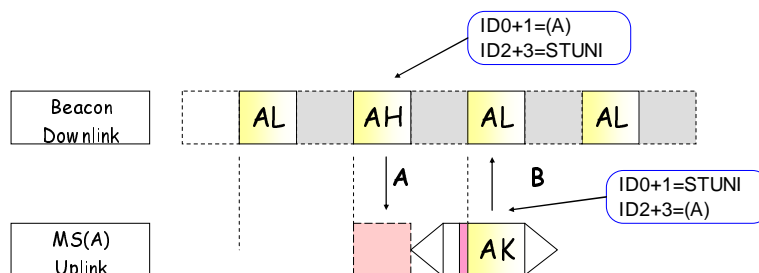 ID0+1=(A)
ID2+3=STUNI
Beacon
Downlink
AL
AH
AL
AL
A
B
ID0+1=STUNI
ID2+3=(A)
MS(A)
Uplink
AK